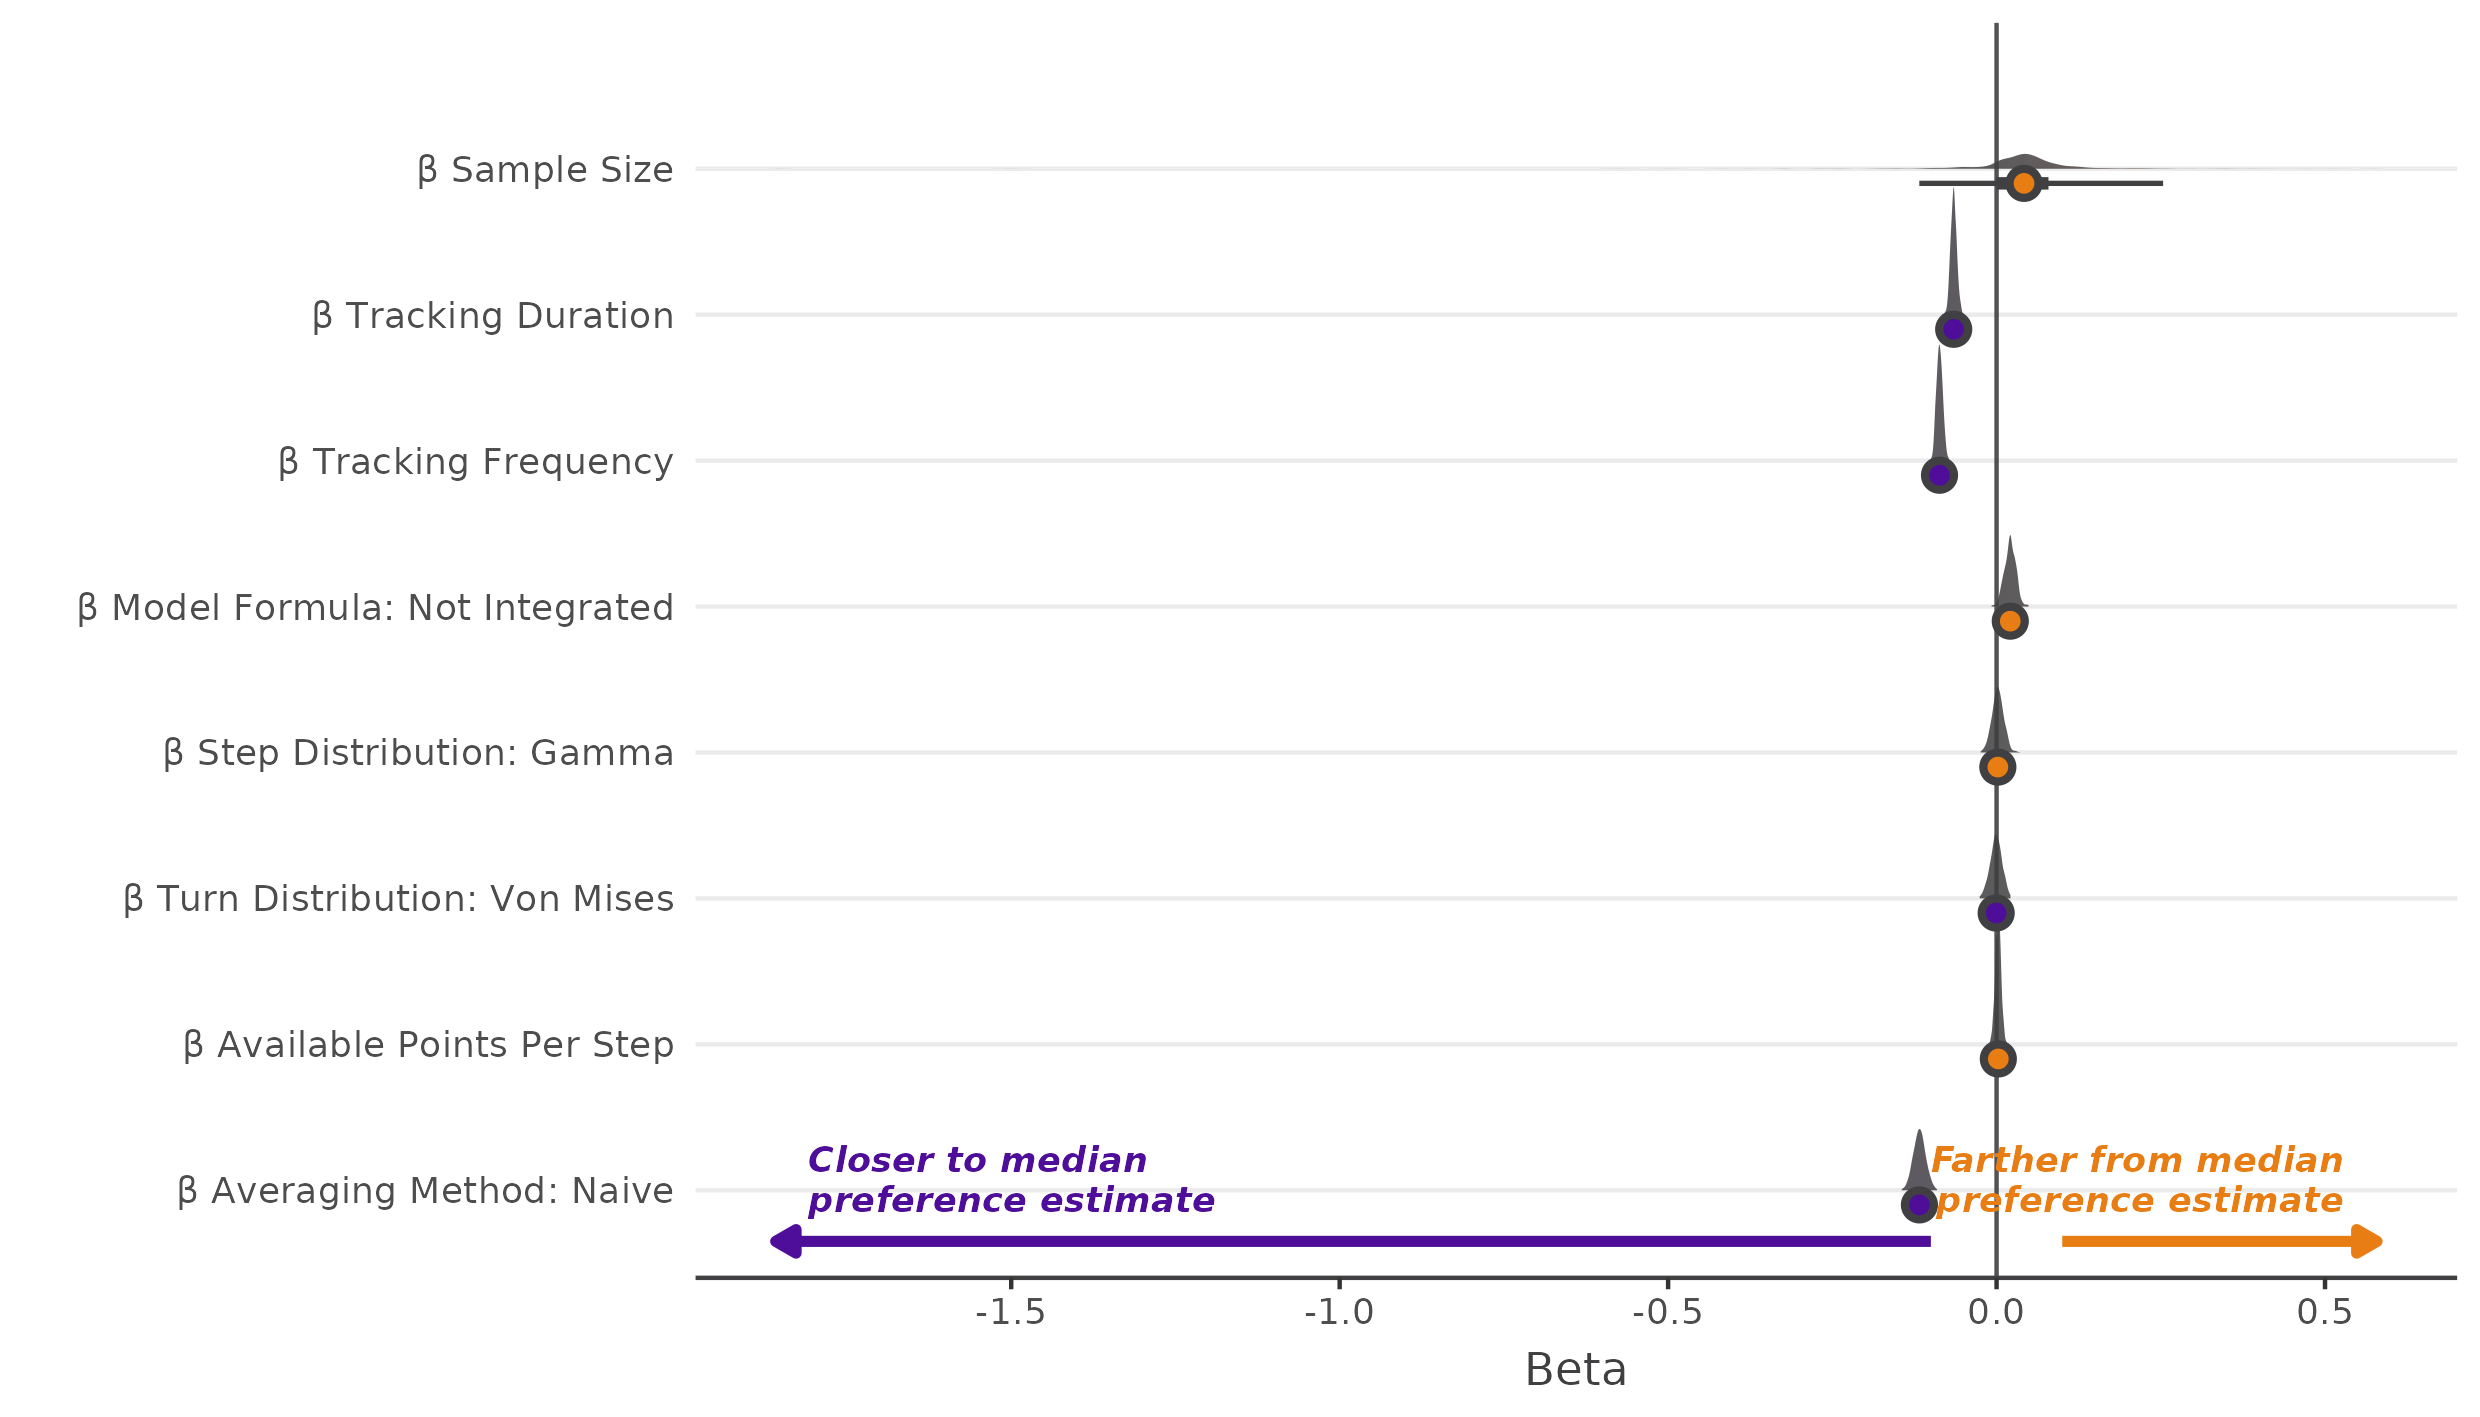 β Sample Size
β Tracking Duration
β Tracking Frequency
β Model Formula: Not Integrated
β Step Distribution: Gamma
β Turn Distribution: Von Mises
β Available Points Per Step
β Averaging Method: Naive
Closer to median
preference estimate
Farther from median
preference estimate
-1.5
-1.0
-0.5
0.0
0.5
Beta